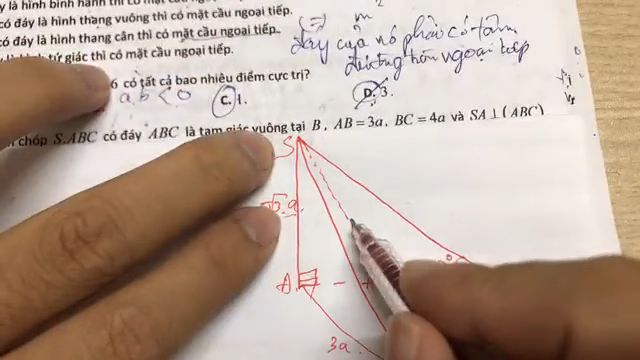 y là hình bình hành thì có mặt cầu ngoại tiếp.
có đáy là hình thang vuông thì có mặt cầu ngoại tiếp.
có đáy là hình thang cân thì có mặt cầu ngoại tiếp.
tứ giác thì có mặt cầu ngoại tiếp.
(=) m 2
đáy của nó phải có tâm
đường tròn ngoại tiếp
6 có tất cả bao nhiêu điểm cực trị?
ab < 0
C. 1.
D. 3.
chóp S.ABC có đáy ABC là tam giác vuông tại B, AB = 3a, BC = 4a và SA ⊥ (ABC)
S
√3 a
A
3a